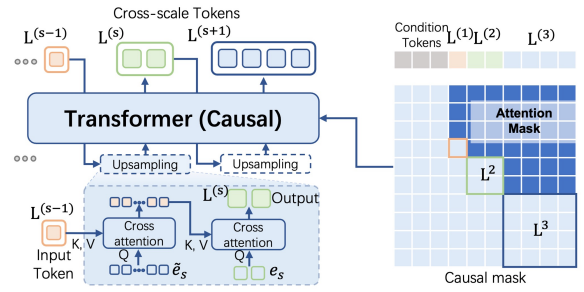 Cross-scale Tokens
L^(s−1)
L^(s)
L^(s+1)
Transformer (Causal)
Upsampling
Upsampling
L^(s−1)
Input
Token
K, V
Cross
attention
Q
ẽ_s
K, V
L^(s)
Output
Cross
attention
Q
e_s
Condition
Tokens
L^(1) L^(2) L^(3)
Attention
Mask
L^2
L^3
Causal mask